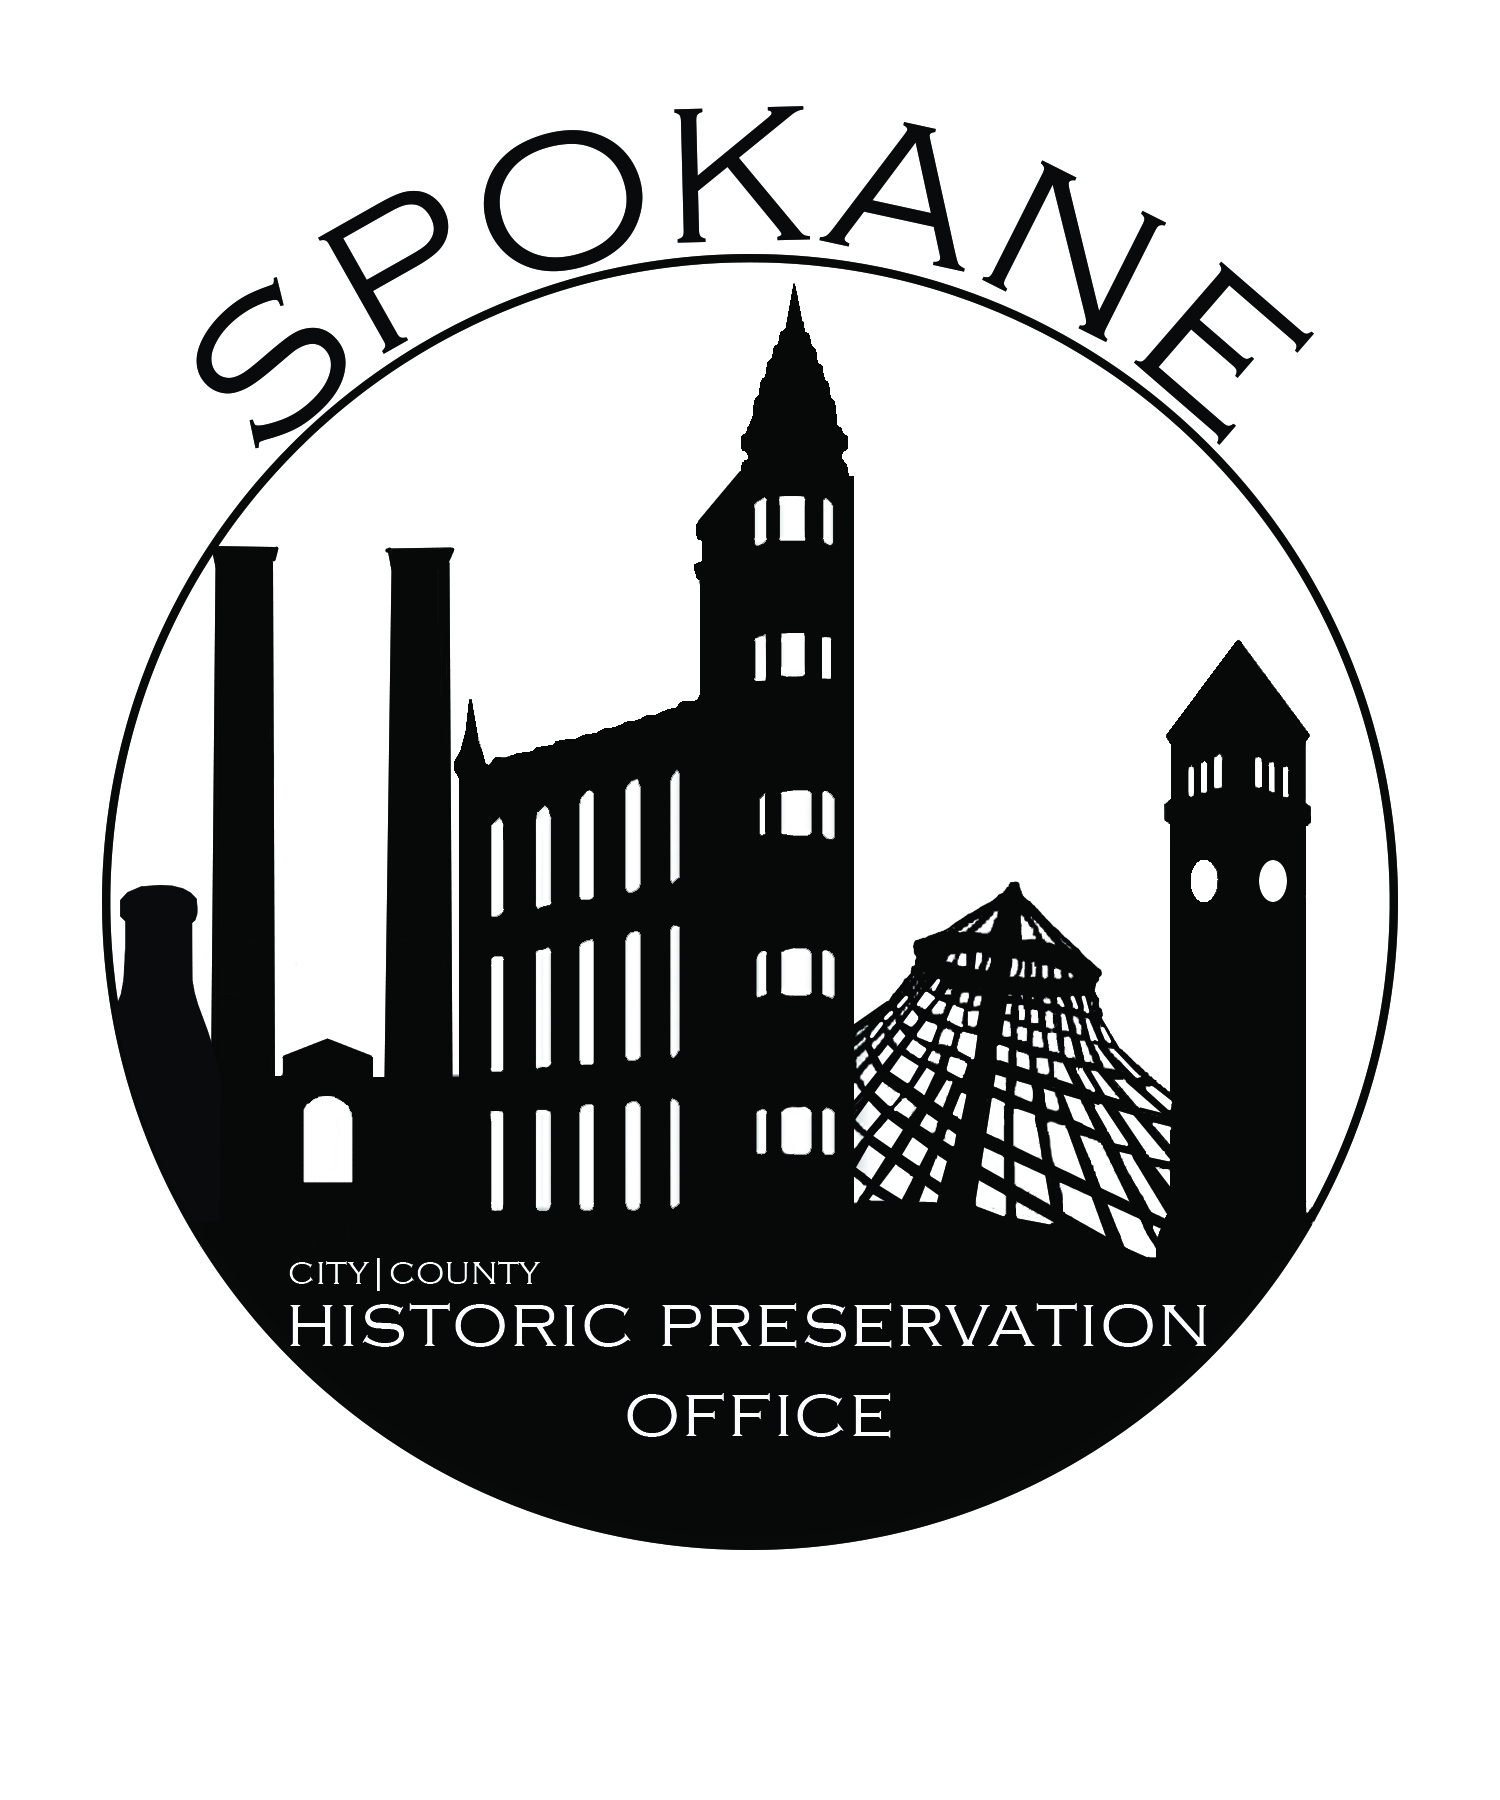 SPOKANE
CITY|COUNTY
HISTORIC PRESERVATION
OFFICE